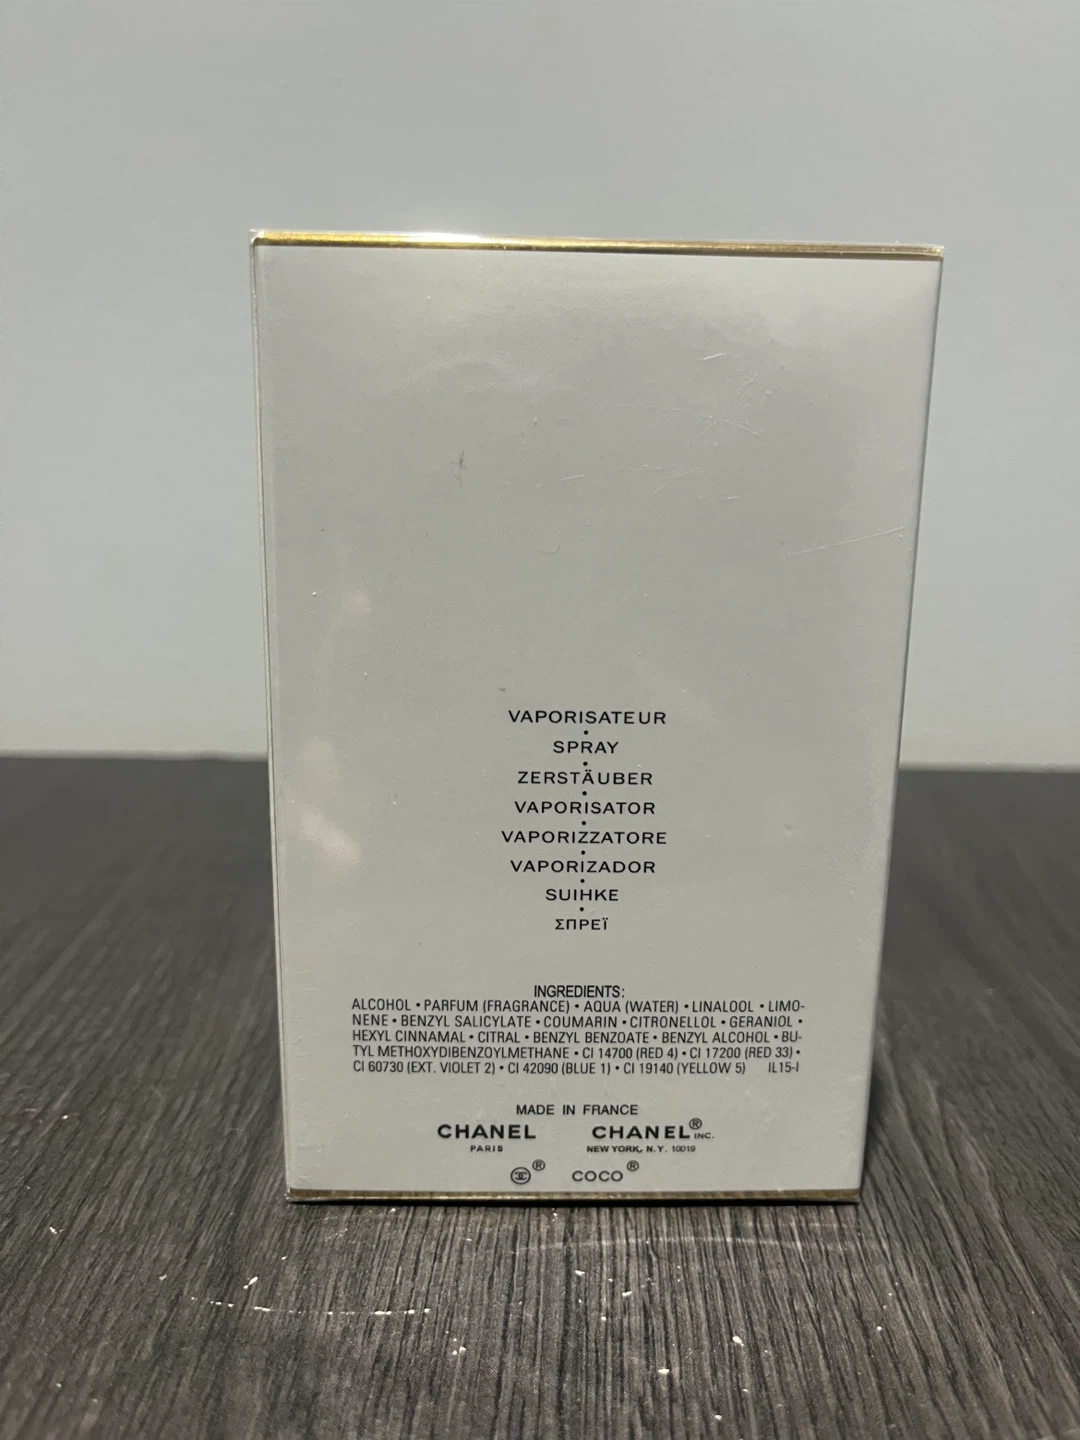 VAPORISATEUR
•
SPRAY
•
ZERSTÄUBER
•
VAPORISATOR
•
VAPORIZZATORE
•
VAPORIZADOR
•
SUIHKE
•
ΣΠΡΕΪ
INGREDIENTS:
ALCOHOL • PARFUM (FRAGRANCE) • AQUA (WATER) • LINALOOL • LIMO-
NENE • BENZYL SALICYLATE • COUMARIN • CITRONELLOL • GERANIOL •
HEXYL CINNAMAL • CITRAL • BENZYL BENZOATE • BENZYL ALCOHOL • BU-
TYL METHOXYDIBENZOYLMETHANE • CI 14700 (RED 4) • CI 17200 (RED 33) •
CI 60730 (EXT. VIOLET 2) • CI 42090 (BLUE 1) • CI 19140 (YELLOW 5) IL15-I
MADE IN FRANCE
CHANEL CHANEL® INC.
PARIS NEW YORK, N.Y. 10019
® COCO®